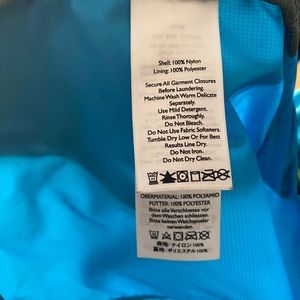 Shell: 100% Nylon
Lining: 100% Polyester
Secure All Garment Closures
Before Laundering.
Machine Wash Warm Delicate
Separately.
Use Mild Detergent.
Rinse Thoroughly.
Do Not Bleach.
Do Not Use Fabric Softeners.
Tumble Dry Low Or For Best
Results Line Dry.
Do Not Iron.
Do Not Dry Clean.
OBERMATERIAL: 100% POLYAMID
FUTTER: 100% POLYESTER
Bitte alle Verschlüsse vor
dem Waschen schliessen.
Bitte keinen Weichspüler
verwenden.
表地: ナイロン 100%
裏地: ポリエステル 100%